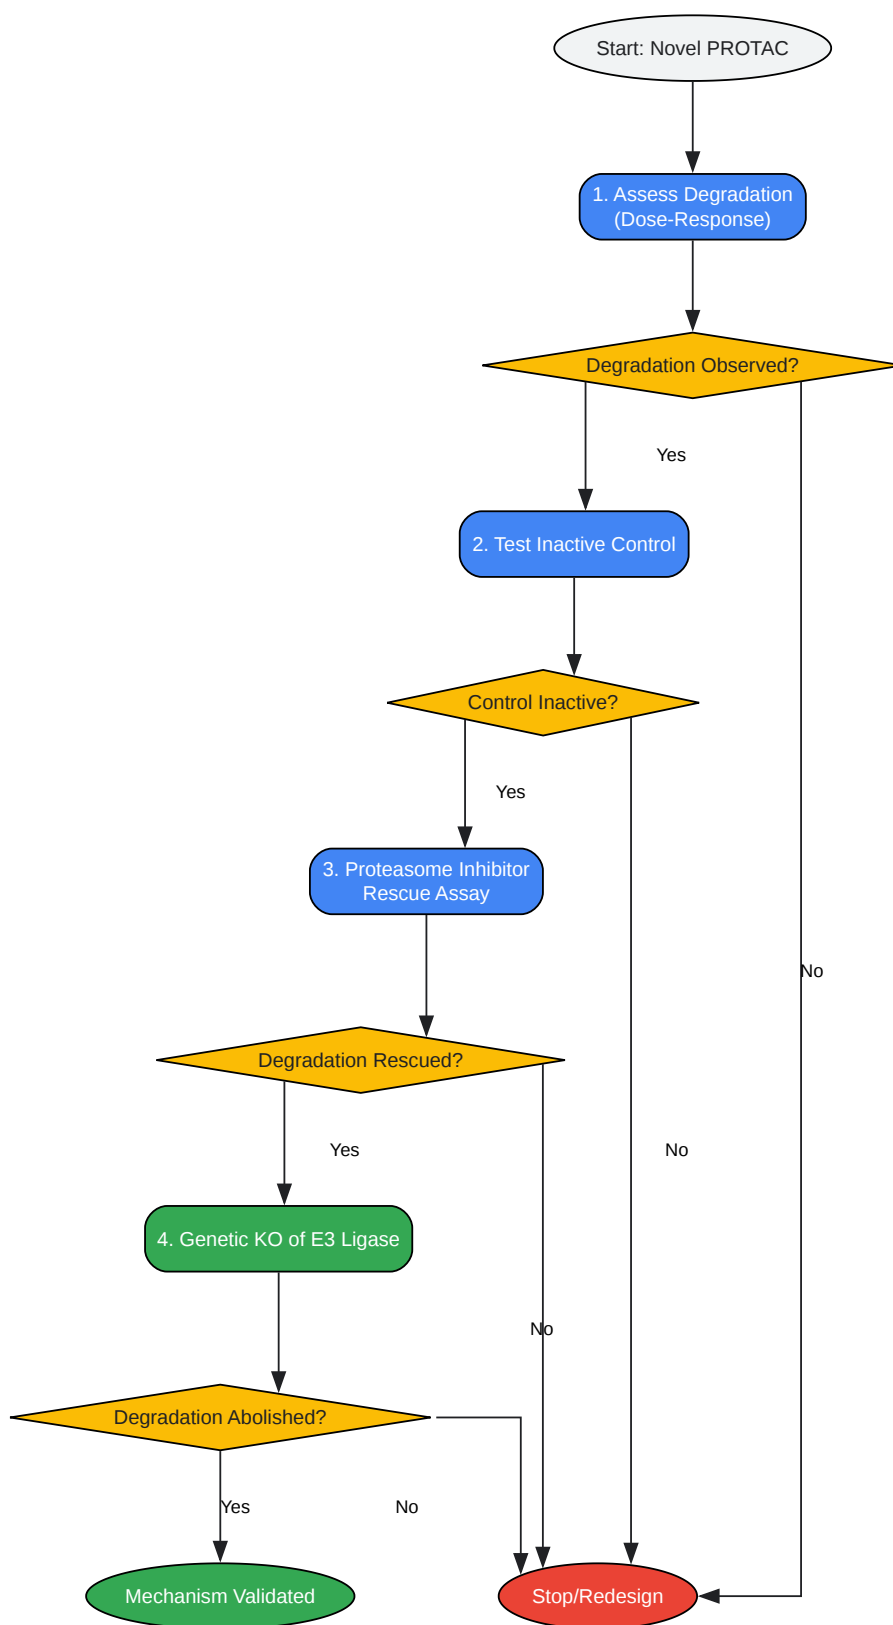 Start: Novel PROTAC
1. Assess Degradation
(Dose-Response)
Degradation Observed?
Yes
2. Test Inactive Control
Control Inactive?
Yes
3. Proteasome Inhibitor
Rescue Assay
No
Degradation Rescued?
Yes
No
4. Genetic KO of E3 Ligase
No
Degradation Abolished?
Yes
No
Mechanism Validated
Stop/Redesign